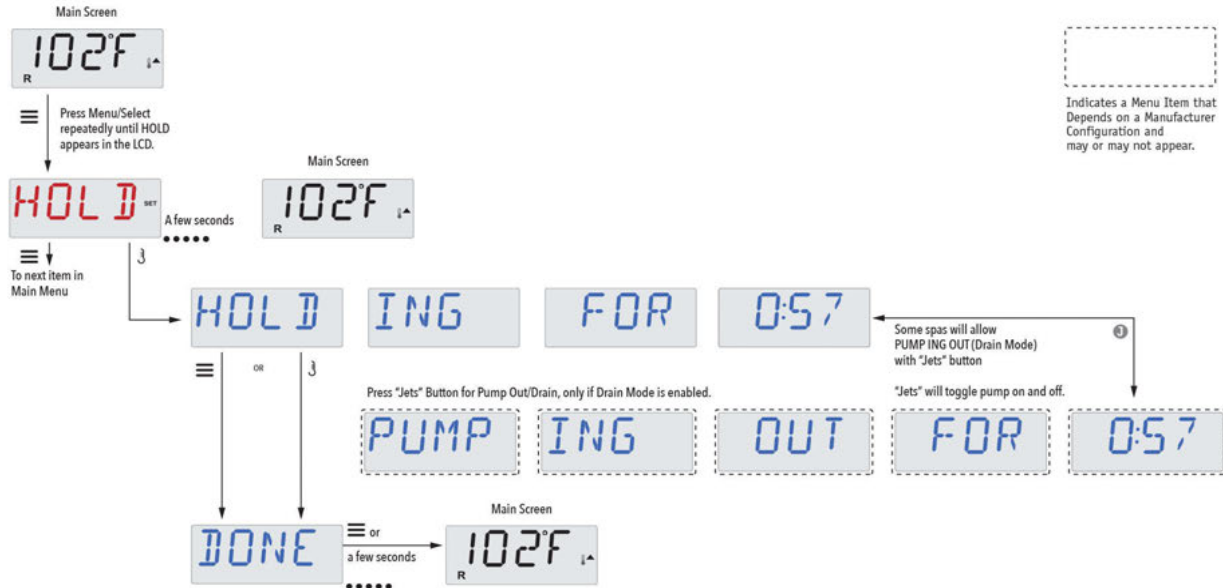 Main Screen
102°F
R
Press Menu/Select
repeatedly until HOLD
appears in the LCD.
Indicates a Menu Item that
Depends on a Manufacturer
Configuration and
may or may not appear.
HOLD SET
A few seconds
Main Screen
102°F
R
To next item in
Main Menu
HOLD ING FOR 0:57
OR
Some spas will allow
PUMP ING OUT (Drain Mode)
with "Jets" button
J
Press "Jets" Button for Pump Out/Drain, only if Drain Mode is enabled.
"Jets" will toggle pump on and off.
PUMP ING OUT FOR 0:57
DONE
or
a few seconds
Main Screen
102°F
R